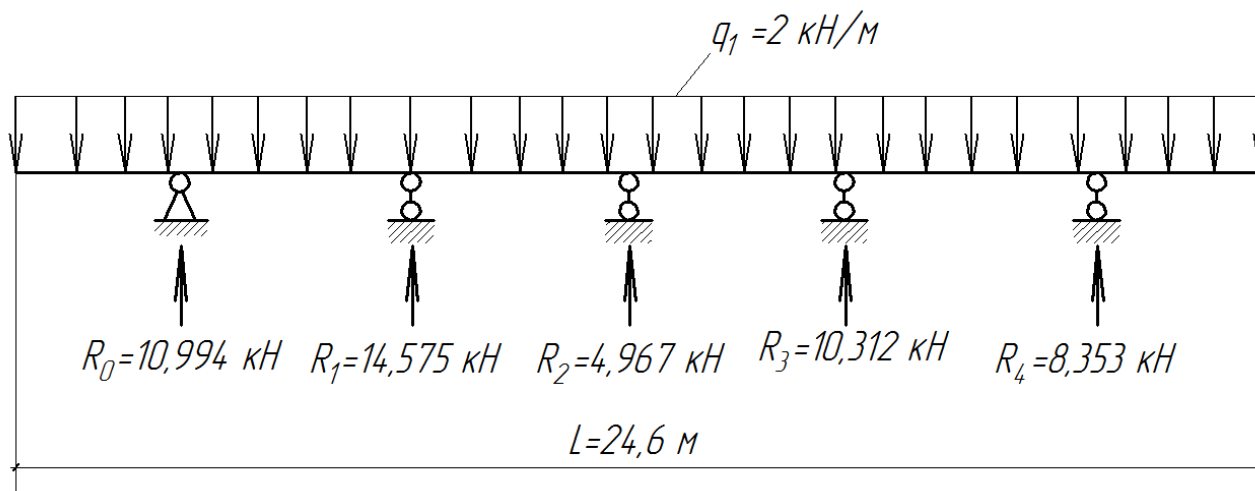 q₁ =2 кН/м
R₀=10,994 кН
R₁=14,575 кН
R₂=4,967 кН
R₃=10,312 кН
R₄=8,353 кН
L=24,6 м